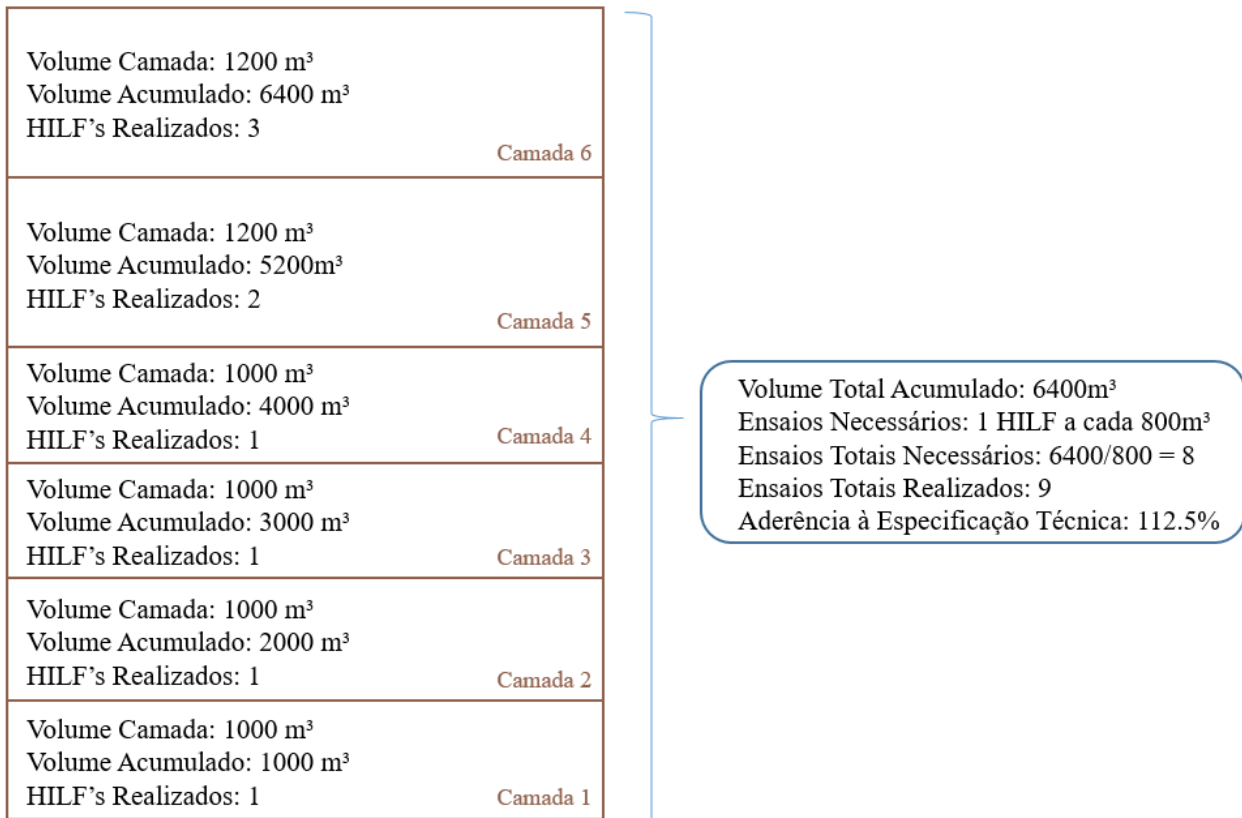 Volume Camada: 1200 m³
Volume Acumulado: 6400 m³
HILF’s Realizados: 3
Camada 6
Volume Camada: 1200 m³
Volume Acumulado: 5200m³
HILF’s Realizados: 2
Camada 5
Volume Camada: 1000 m³
Volume Acumulado: 4000 m³
HILF’s Realizados: 1
Camada 4
Volume Camada: 1000 m³
Volume Acumulado: 3000 m³
HILF’s Realizados: 1
Camada 3
Volume Camada: 1000 m³
Volume Acumulado: 2000 m³
HILF’s Realizados: 1
Camada 2
Volume Camada: 1000 m³
Volume Acumulado: 1000 m³
HILF’s Realizados: 1
Camada 1
Volume Total Acumulado: 6400m³
Ensaios Necessários: 1 HILF a cada 800m³
Ensaios Totais Necessários: 6400/800 = 8
Ensaios Totais Realizados: 9
Aderência à Especificação Técnica: 112.5%